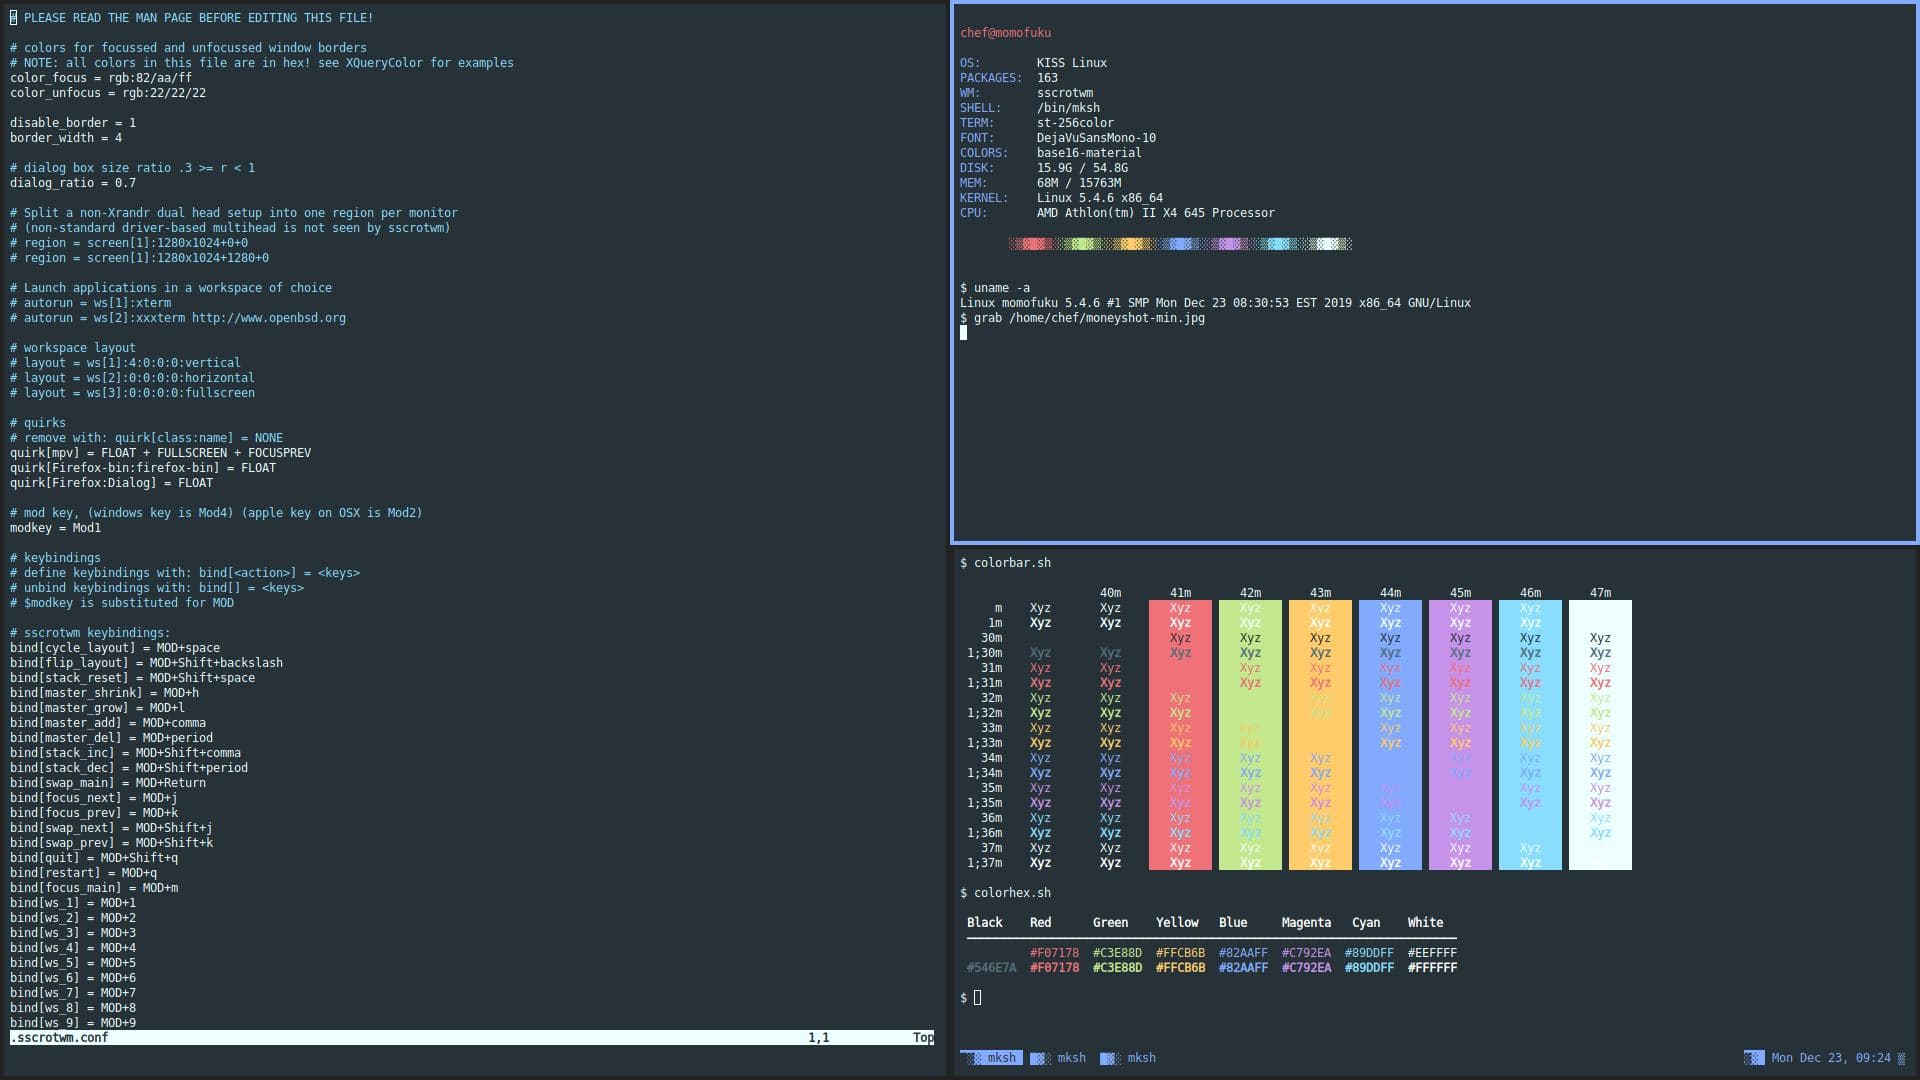 # PLEASE READ THE MAN PAGE BEFORE EDITING THIS FILE!

# colors for focussed and unfocussed window borders
# NOTE: all colors in this file are in hex! see XQueryColor for examples
color_focus = rgb:82/aa/ff
color_unfocus = rgb:22/22/22

disable_border = 1
border_width = 4

# dialog box size ratio .3 >= r < 1
dialog_ratio = 0.7

# Split a non-Xrandr dual head setup into one region per monitor
# (non-standard driver-based multihead is not seen by sscrotwm)
# region = screen[1]:1280x1024+0+0
# region = screen[1]:1280x1024+1280+0

# Launch applications in a workspace of choice
# autorun = ws[1]:xterm
# autorun = ws[2]:xxxterm http://www.openbsd.org

# workspace layout
# layout = ws[1]:4:0:0:0:vertical
# layout = ws[2]:0:0:0:0:horizontal
# layout = ws[3]:0:0:0:0:fullscreen

# quirks
# remove with: quirk[class:name] = NONE
quirk[mpv] = FLOAT + FULLSCREEN + FOCUSPREV
quirk[Firefox-bin:firefox-bin] = FLOAT
quirk[Firefox:Dialog] = FLOAT

# mod key, (windows key is Mod4) (apple key on OSX is Mod2)
modkey = Mod1

# keybindings
# define keybindings with: bind[<action>] = <keys>
# unbind keybindings with: bind[] = <keys>
# $modkey is substituted for MOD

# sscrotwm keybindings:
bind[cycle_layout] = MOD+space
bind[flip_layout] = MOD+Shift+backslash
bind[stack_reset] = MOD+Shift+space
bind[master_shrink] = MOD+h
bind[master_grow] = MOD+l
bind[master_add] = MOD+comma
bind[master_del] = MOD+period
bind[stack_inc] = MOD+Shift+comma
bind[stack_dec] = MOD+Shift+period
bind[swap_main] = MOD+Return
bind[focus_next] = MOD+j
bind[focus_prev] = MOD+k
bind[swap_next] = MOD+Shift+j
bind[swap_prev] = MOD+Shift+k
bind[quit] = MOD+Shift+q
bind[restart] = MOD+q
bind[focus_main] = MOD+m
bind[ws_1] = MOD+1
bind[ws_2] = MOD+2
bind[ws_3] = MOD+3
bind[ws_4] = MOD+4
bind[ws_5] = MOD+5
bind[ws_6] = MOD+6
bind[ws_7] = MOD+7
bind[ws_8] = MOD+8
bind[ws_9] = MOD+9
.sscrotwm.conf 1,1 Top

chef@momofuku

OS: KISS Linux
PACKAGES: 163
WM: sscrotwm
SHELL: /bin/mksh
TERM: st-256color
FONT: DejaVuSansMono-10
COLORS: base16-material
DISK: 15.9G / 54.8G
MEM: 68M / 15763M
KERNEL: Linux 5.4.6 x86_64
CPU: AMD Athlon(tm) II X4 645 Processor

$ uname -a
Linux momofuku 5.4.6 #1 SMP Mon Dec 23 08:30:53 EST 2019 x86_64 GNU/Linux
$ grab /home/chef/moneyshot-min.jpg

$ colorbar.sh

40m 41m 42m 43m 44m 45m 46m 47m
m Xyz Xyz Xyz Xyz Xyz Xyz Xyz Xyz
1m Xyz Xyz Xyz Xyz Xyz Xyz Xyz Xyz
30m Xyz Xyz Xyz Xyz Xyz Xyz Xyz
1;30m Xyz Xyz Xyz Xyz Xyz Xyz Xyz Xyz Xyz
31m Xyz Xyz Xyz Xyz Xyz Xyz Xyz Xyz
1;31m Xyz Xyz Xyz Xyz Xyz Xyz Xyz Xyz
32m Xyz Xyz Xyz Xyz Xyz Xyz Xyz Xyz
1;32m Xyz Xyz Xyz Xyz Xyz Xyz Xyz Xyz
33m Xyz Xyz Xyz Xyz Xyz Xyz Xyz Xyz
1;33m Xyz Xyz Xyz Xyz Xyz Xyz Xyz Xyz
34m Xyz Xyz Xyz Xyz Xyz Xyz Xyz Xyz
1;34m Xyz Xyz Xyz Xyz Xyz Xyz Xyz Xyz
35m Xyz Xyz Xyz Xyz Xyz Xyz Xyz Xyz
1;35m Xyz Xyz Xyz Xyz Xyz Xyz Xyz Xyz
36m Xyz Xyz Xyz Xyz Xyz Xyz Xyz Xyz
1;36m Xyz Xyz Xyz Xyz Xyz Xyz Xyz Xyz
37m Xyz Xyz Xyz Xyz Xyz Xyz Xyz Xyz
1;37m Xyz Xyz Xyz Xyz Xyz Xyz Xyz Xyz

$ colorhex.sh

Black Red Green Yellow Blue Magenta Cyan White
#F07178 #C3E88D #FFCB6B #82AAFF #C792EA #89DDFF #EEFFFF
#546E7A #F07178 #C3E88D #FFCB6B #82AAFF #C792EA #89DDFF #FFFFFF

$
mksh mksh mksh Mon Dec 23, 09:24